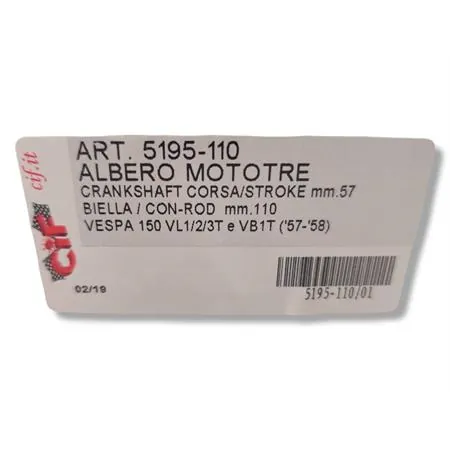 cif.it
CIF
ART. 5195-110
ALBERO MOTOTRE
CRANKSHAFT CORSA/STROKE mm.57
BIELLA / CON-ROD mm.110
VESPA 150 VL1/2/3T e VB1T ('57-'58)
02/19
5195-110/01